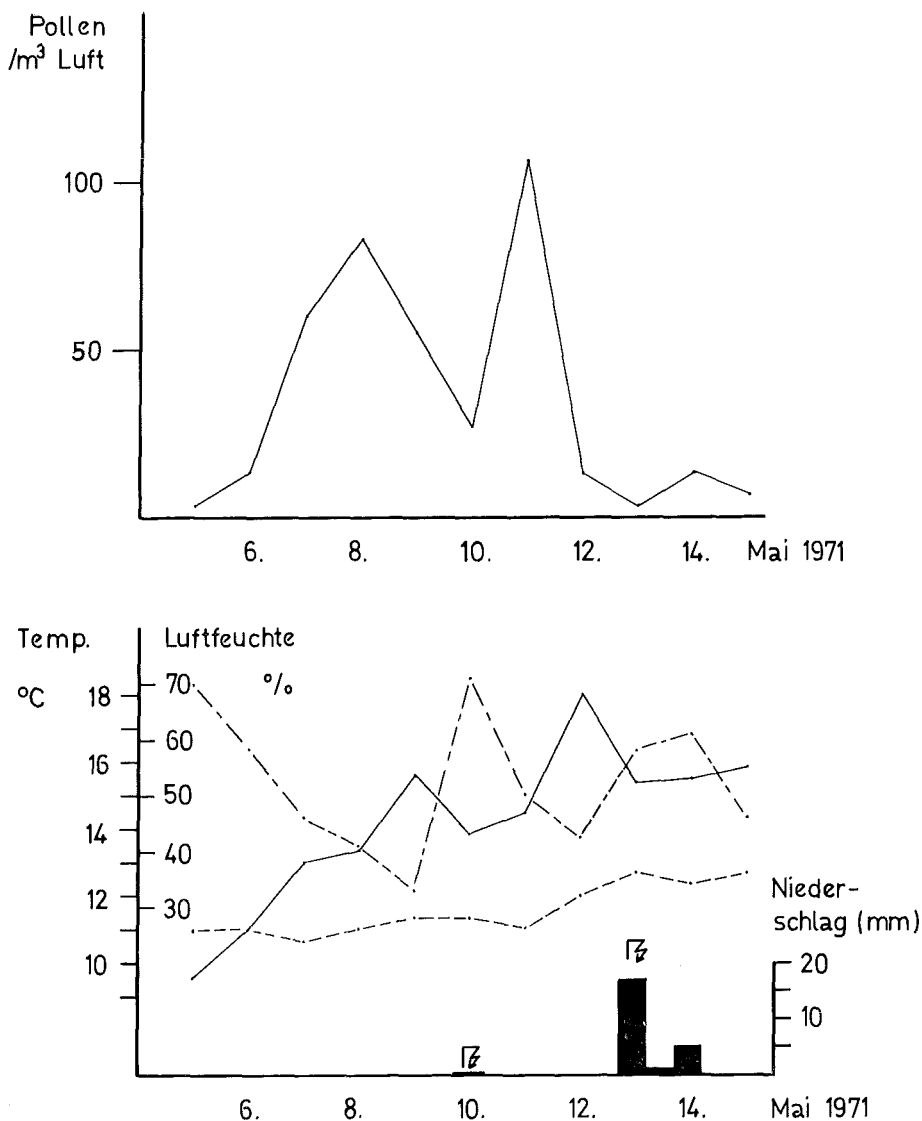 Pollen
/m³ Luft
100
50
6. 8. 10. 12. 14. Mai 1971
Temp. Luftfeuchte
°C %
18
16
14
12
10
70
60
50
40
30
Nieder-
schlag (mm)
20
10
6. 8. 10. 12. 14. Mai 1971